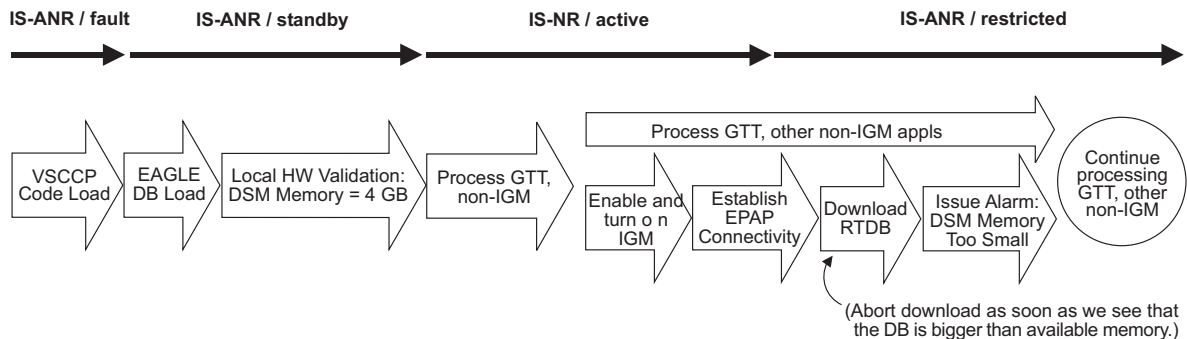 IS-ANR / fault
IS-ANR / standby
IS-NR / active
IS-ANR / restricted
Process GTT, other non-IGM appls
VSCCP
Code Load
EAGLE
DB Load
Local HW Validation:
DSM Memory = 4 GB
Process GTT,
non-IGM
Enable and
turn o n
IGM
Establish
EPAP
Connectivity
Download
RTDB
Issue Alarm:
DSM Memory
Too Small
Continue
processing
GTT, other
non-IGM
(Abort download as soon as we see that
the DB is bigger than available memory.)